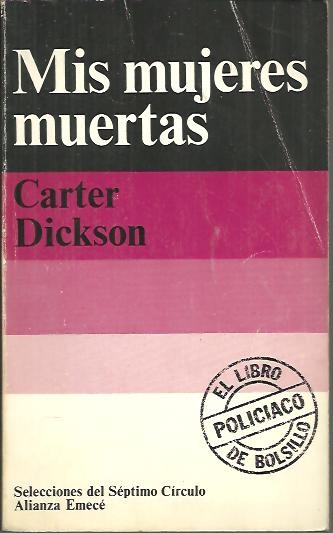 Mis mujeres
muertas
Carter
Dickson
EL LIBRO
POLICIACO
DE BOLSILLO
Selecciones del Séptimo Círculo
Alianza Emecé